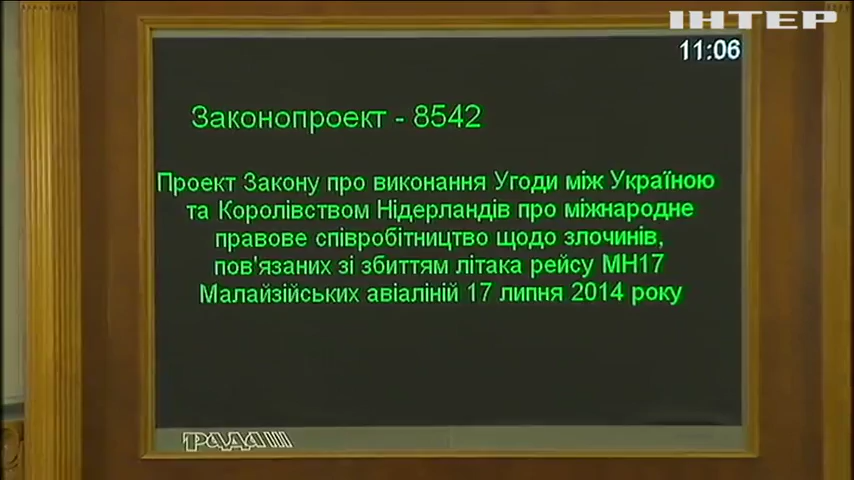 ІНТЕР
11:06
Законопроект - 8542
Проект Закону про виконання Угоди між Україною
та Королівством Нідерландів про міжнародне
правове співробітництво щодо злочинів,
пов'язаних зі збиттям літака рейсу МН17
Малайзійських авіаліній 17 липня 2014 року
РАДА